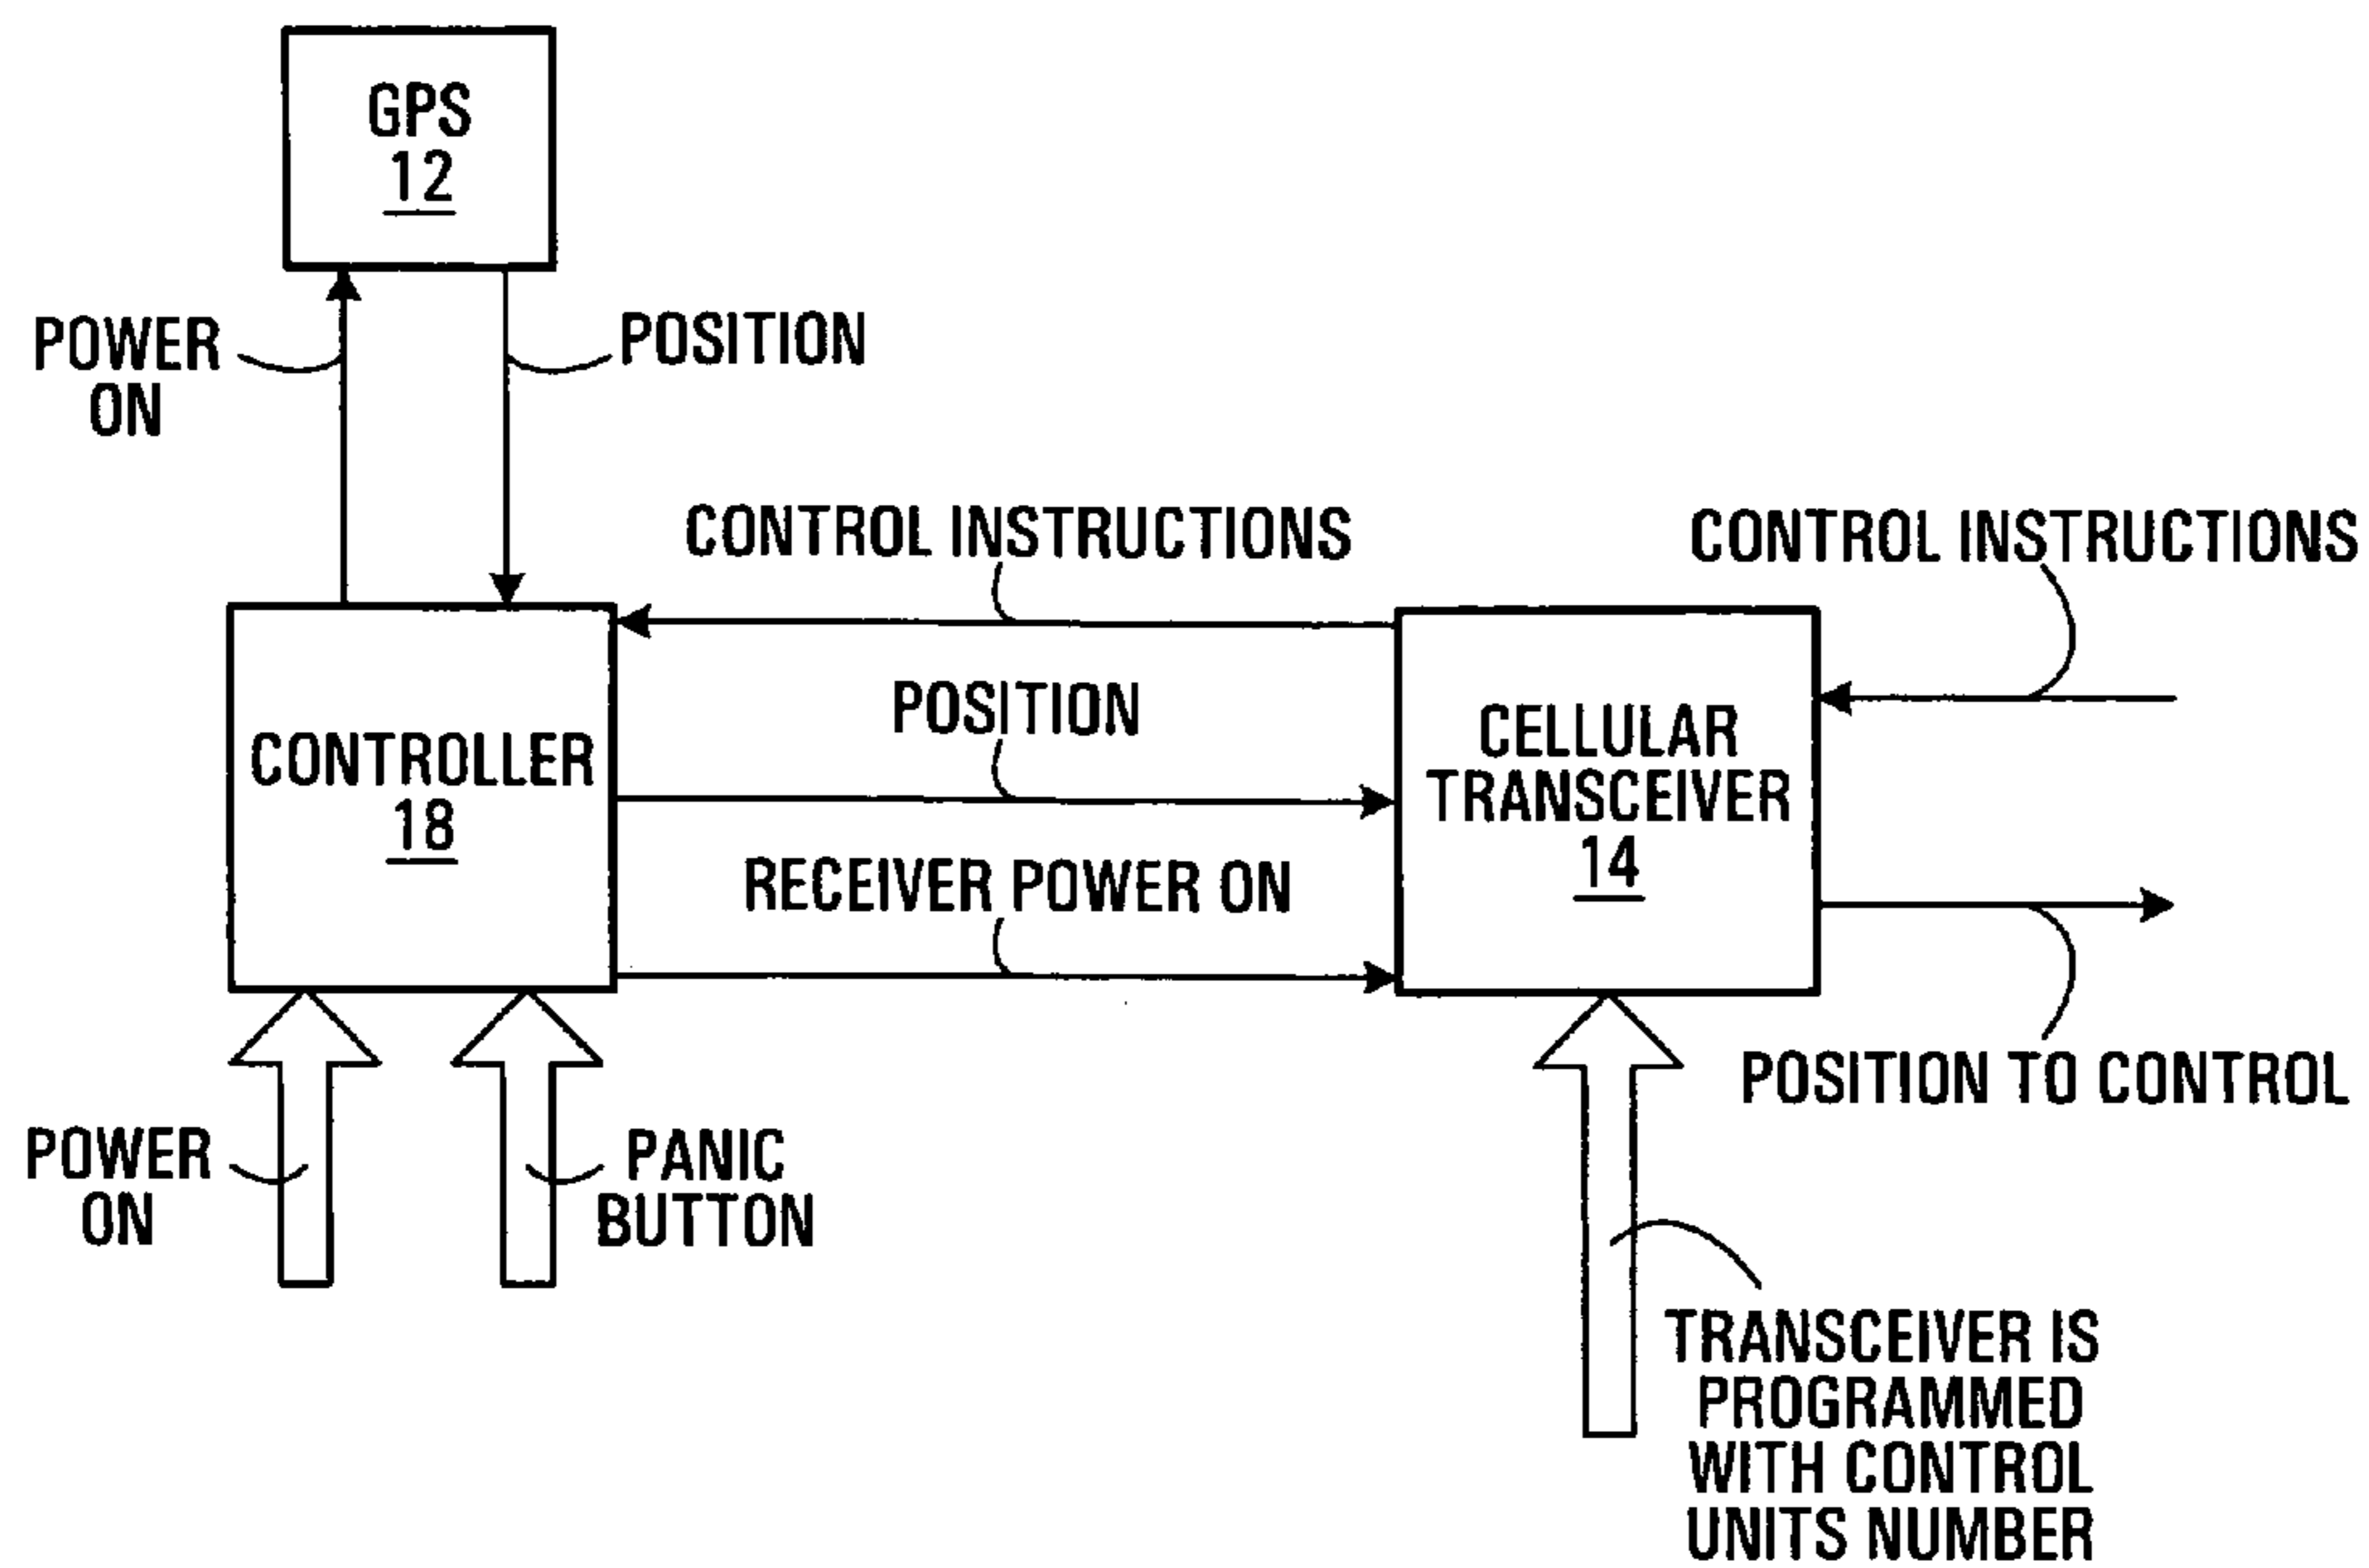 GPS
12
POWER
ON
POSITION
CONTROL INSTRUCTIONS
CONTROL INSTRUCTIONS
POSITION
CONTROLLER
18
CELLULAR
TRANSCEIVER
14
RECEIVER POWER ON
POSITION TO CONTROL
POWER
ON
PANIC
BUTTON
TRANSCEIVER IS
PROGRAMMED
WITH CONTROL
UNITS NUMBER